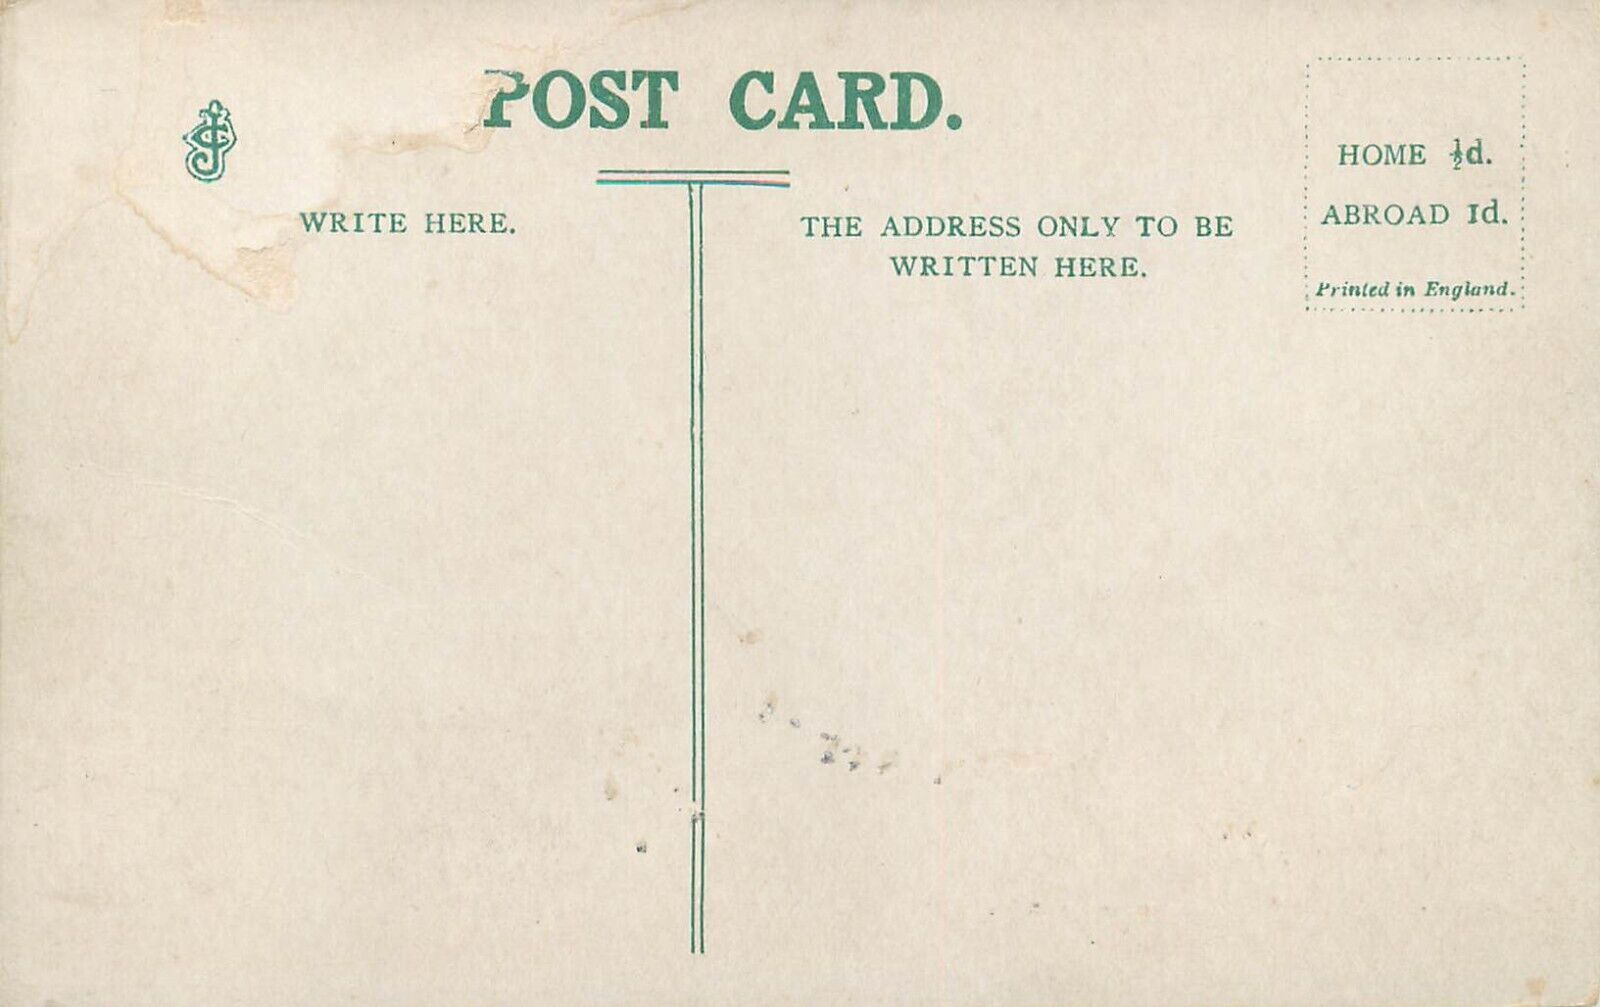 POST CARD.
WRITE HERE.
THE ADDRESS ONLY TO BE
WRITTEN HERE.
HOME ½d.
ABROAD 1d.
Printed in England.